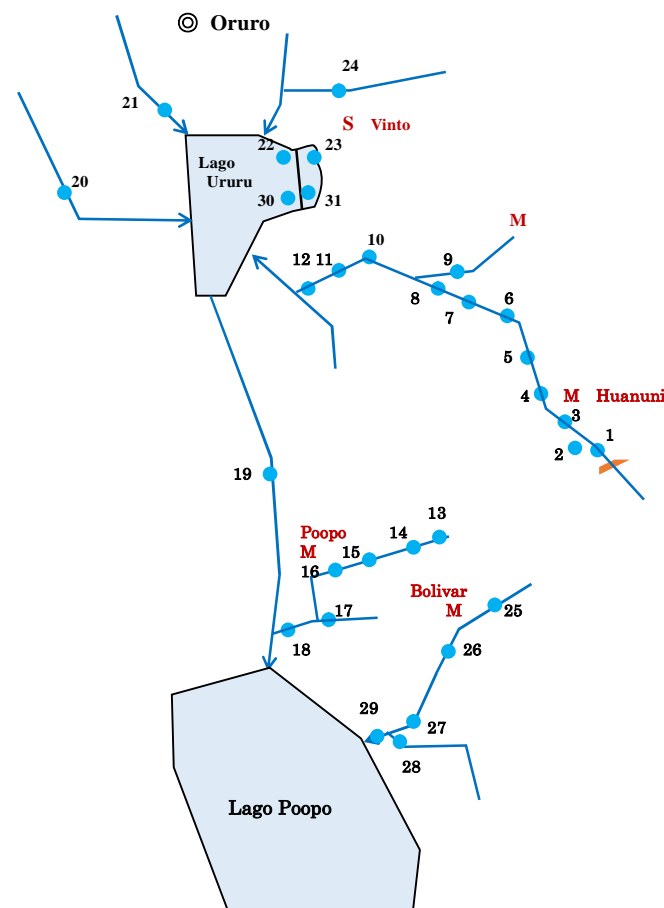 Oruro
24
21
S Vinto
22 23
Lago
Ururu
20
30 31
M
10
12 11 9
8
7 6
5
4 M Huanuni
3
1
2
19
13
Poopo 14
M 15
16
Bolivar
M 25
17
18
26
29
27
28
Lago Poopo